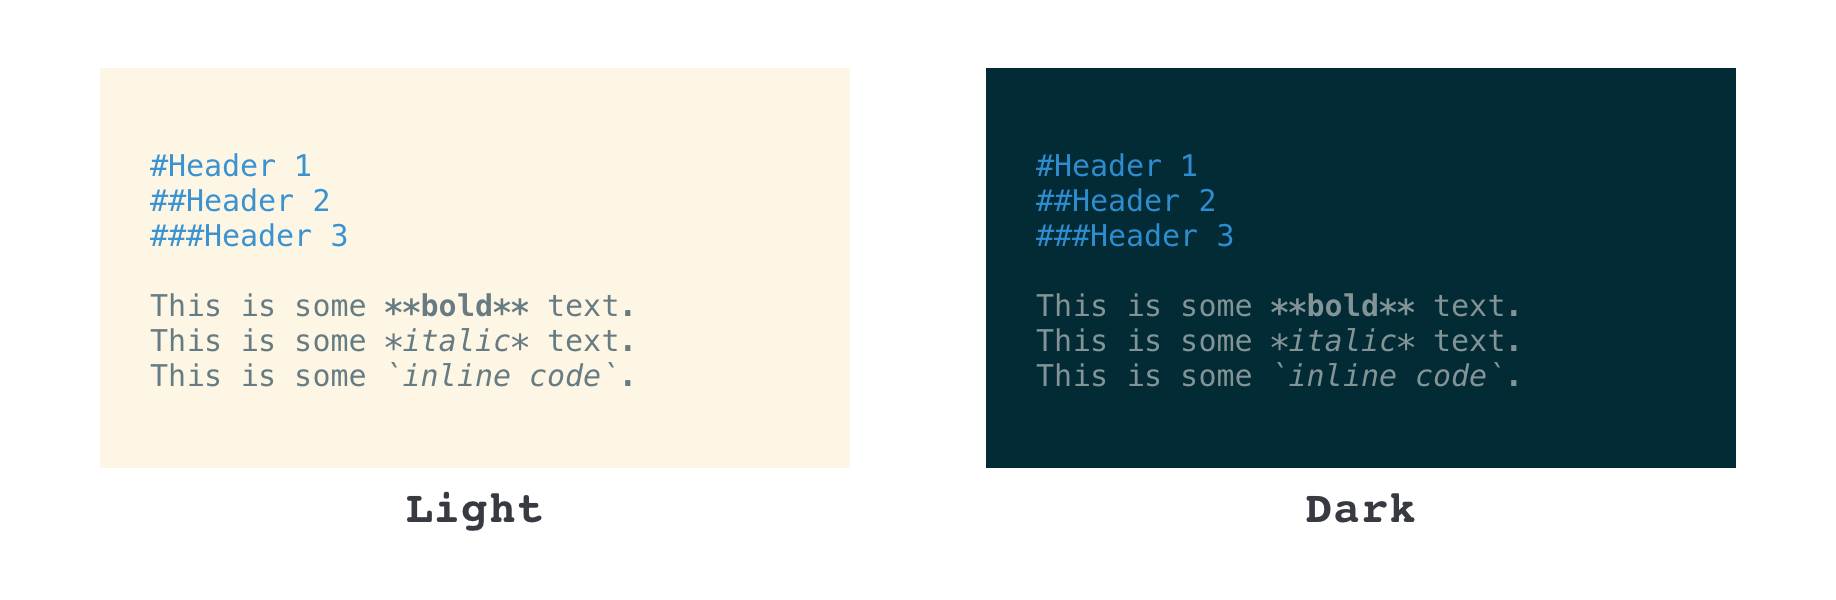 #Header 1
##Header 2
###Header 3
This is some **bold** text.
This is some *italic* text.
This is some `inline code`.
Light
#Header 1
##Header 2
###Header 3
This is some **bold** text.
This is some *italic* text.
This is some `inline code`.
Dark